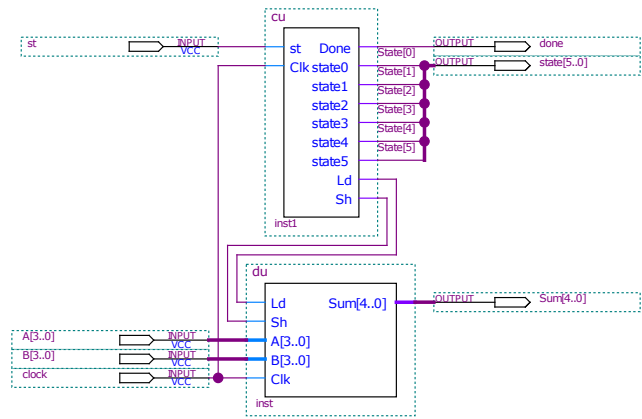 cu
st INPUT VCC
st Done OUTPUT done
State[0]
Clk state0 OUTPUT state[5..0]
State[1]
state1
State[2]
state2
State[3]
state3
State[4]
state4
State[5]
state5
Ld
Sh
inst1
du
Ld Sum[4..0] OUTPUT Sum[4..0]
Sh
A[3..0] INPUT VCC A[3..0]
B[3..0] INPUT VCC B[3..0]
clock INPUT VCC Clk
inst